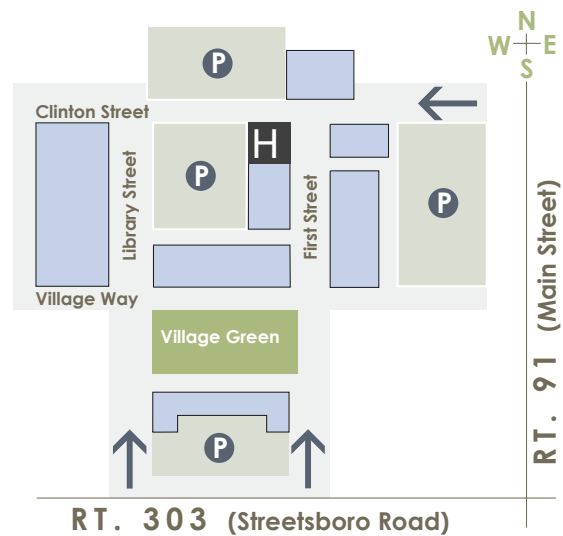 N
W E
S
P
Clinton Street
H
P
Library Street
First Street
P
Village Way
Village Green
P
RT. 91 (Main Street)
RT. 303 (Streetsboro Road)